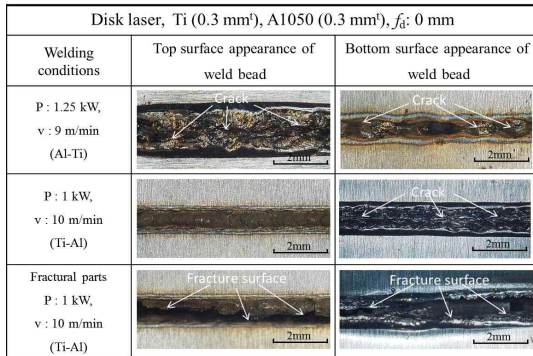 Disk laser, Ti (0.3 mmᵗ), A1050 (0.3 mmᵗ), f_d: 0 mm
Welding conditions
Top surface appearance of weld bead
Bottom surface appearance of weld bead
P : 1.25 kW,
v : 9 m/min
(Al-Ti)
Crack
2mm
Crack
2mm
P : 1 kW,
v : 10 m/min
(Ti-Al)
2mm
Crack
2mm
Fractural parts
P : 1 kW,
v : 10 m/min
(Ti-Al)
Fracture surface
2mm
Fracture surface
2mm